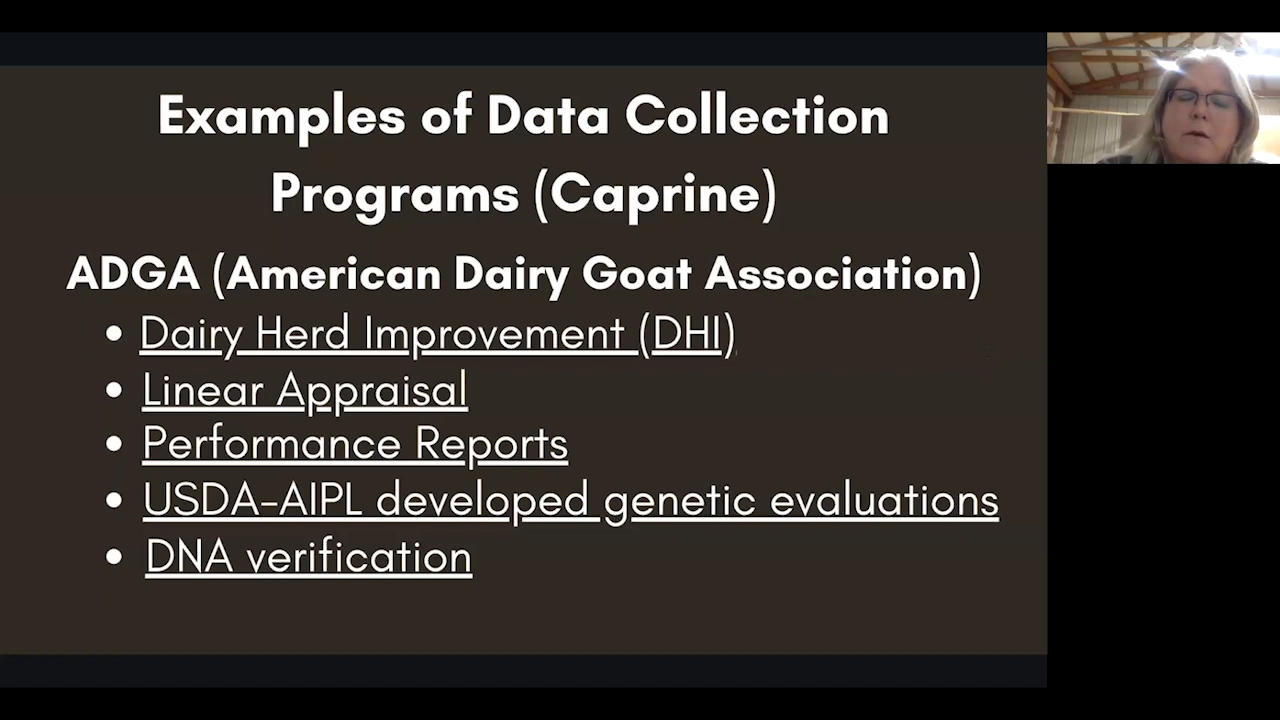 Examples of Data Collection
Programs (Caprine)
ADGA (American Dairy Goat Association)
• Dairy Herd Improvement (DHI)
• Linear Appraisal
• Performance Reports
• USDA-AIPL developed genetic evaluations
• DNA verification